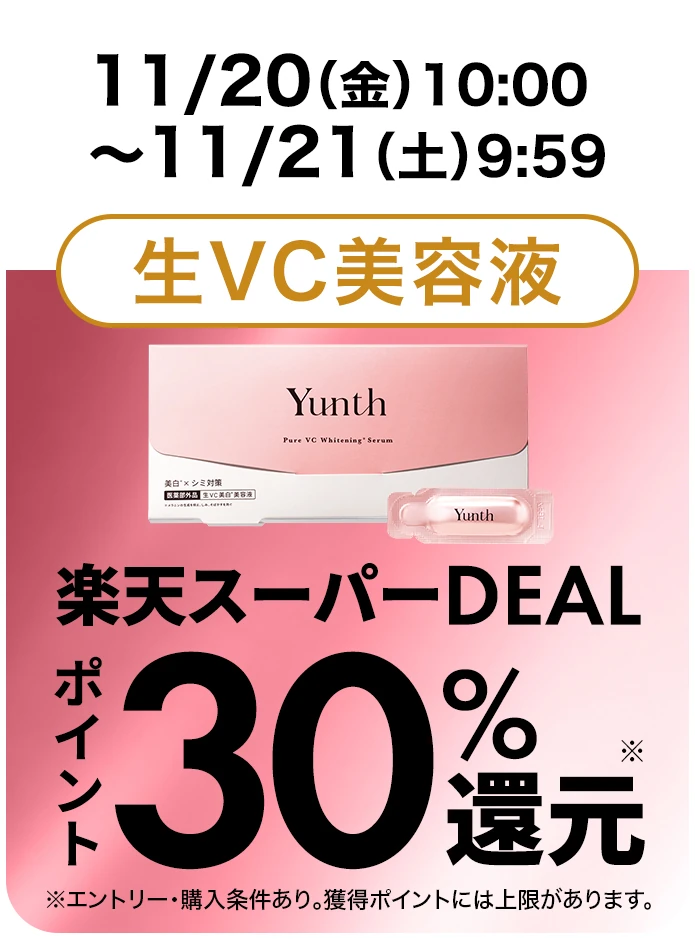 11/20(金)10:00
〜11/21(土)9:59
生VC美容液
Yunth
Pure VC Whitening* Serum
美白*×シミ対策
医薬部外品 生VC美白*美容液
Yunth
楽天スーパーDEAL
ポイント30%還元※
※エントリー・購入条件あり。獲得ポイントには上限があります。